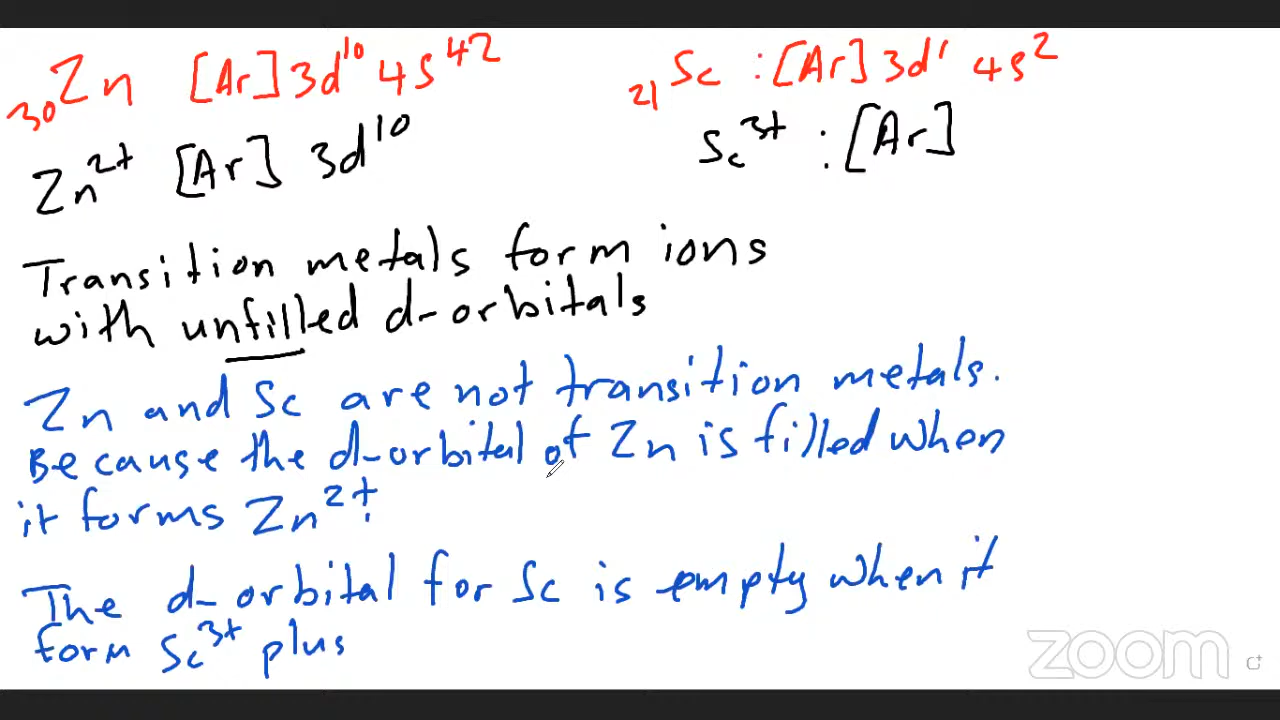 ₃₀Zn [Ar] 3d¹⁰ 4s⁴²
₂₁Sc : [Ar] 3d¹ 4s²
Zn²⁺ [Ar] 3d¹⁰
Sc³⁺ : [Ar]
Transition metals form ions
with unfilled d-orbitals
Zn and Sc are not transition metals.
Because the d-orbital of Zn is filled when
it forms Zn²⁺.
The d-orbital for Sc is empty when it
form Sc³⁺ plus
zoom